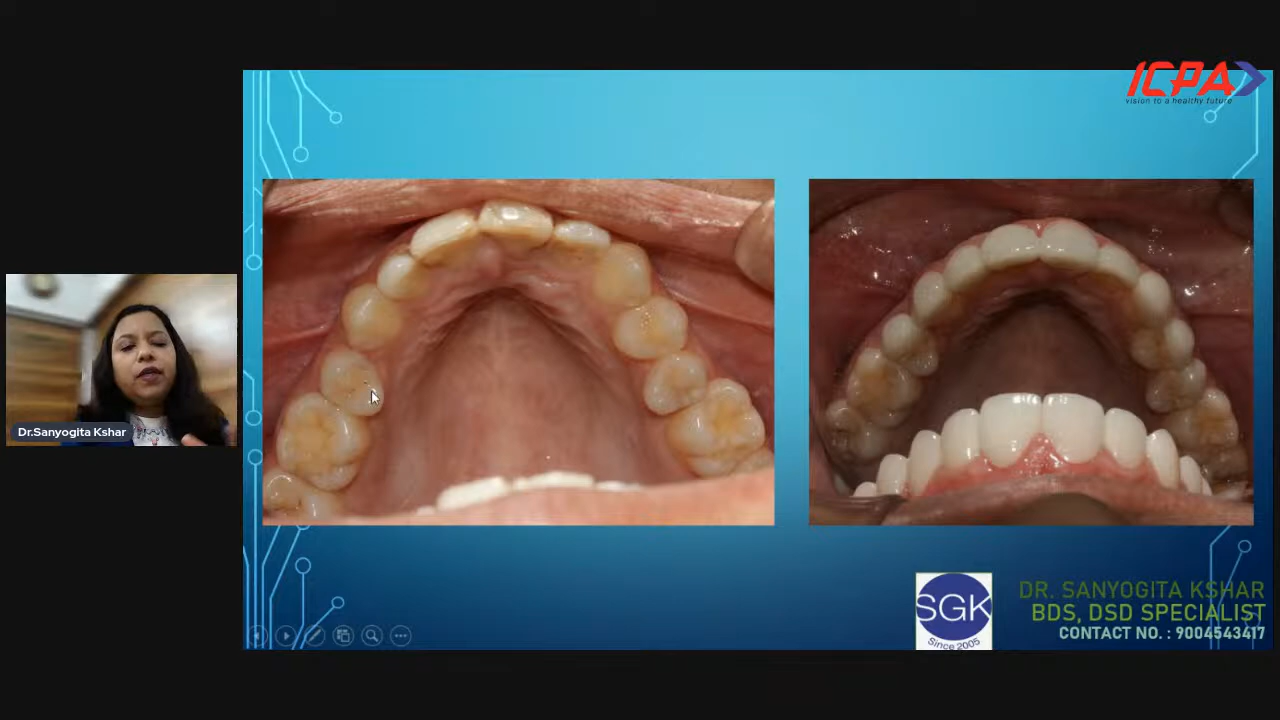 ICPA
vision to a healthy future
Dr.Sanyogita Kshar
SGK
Since 2005
DR. SANYOGITA KSHAR
BDS, DSD SPECIALIST
CONTACT NO. : 9004543417